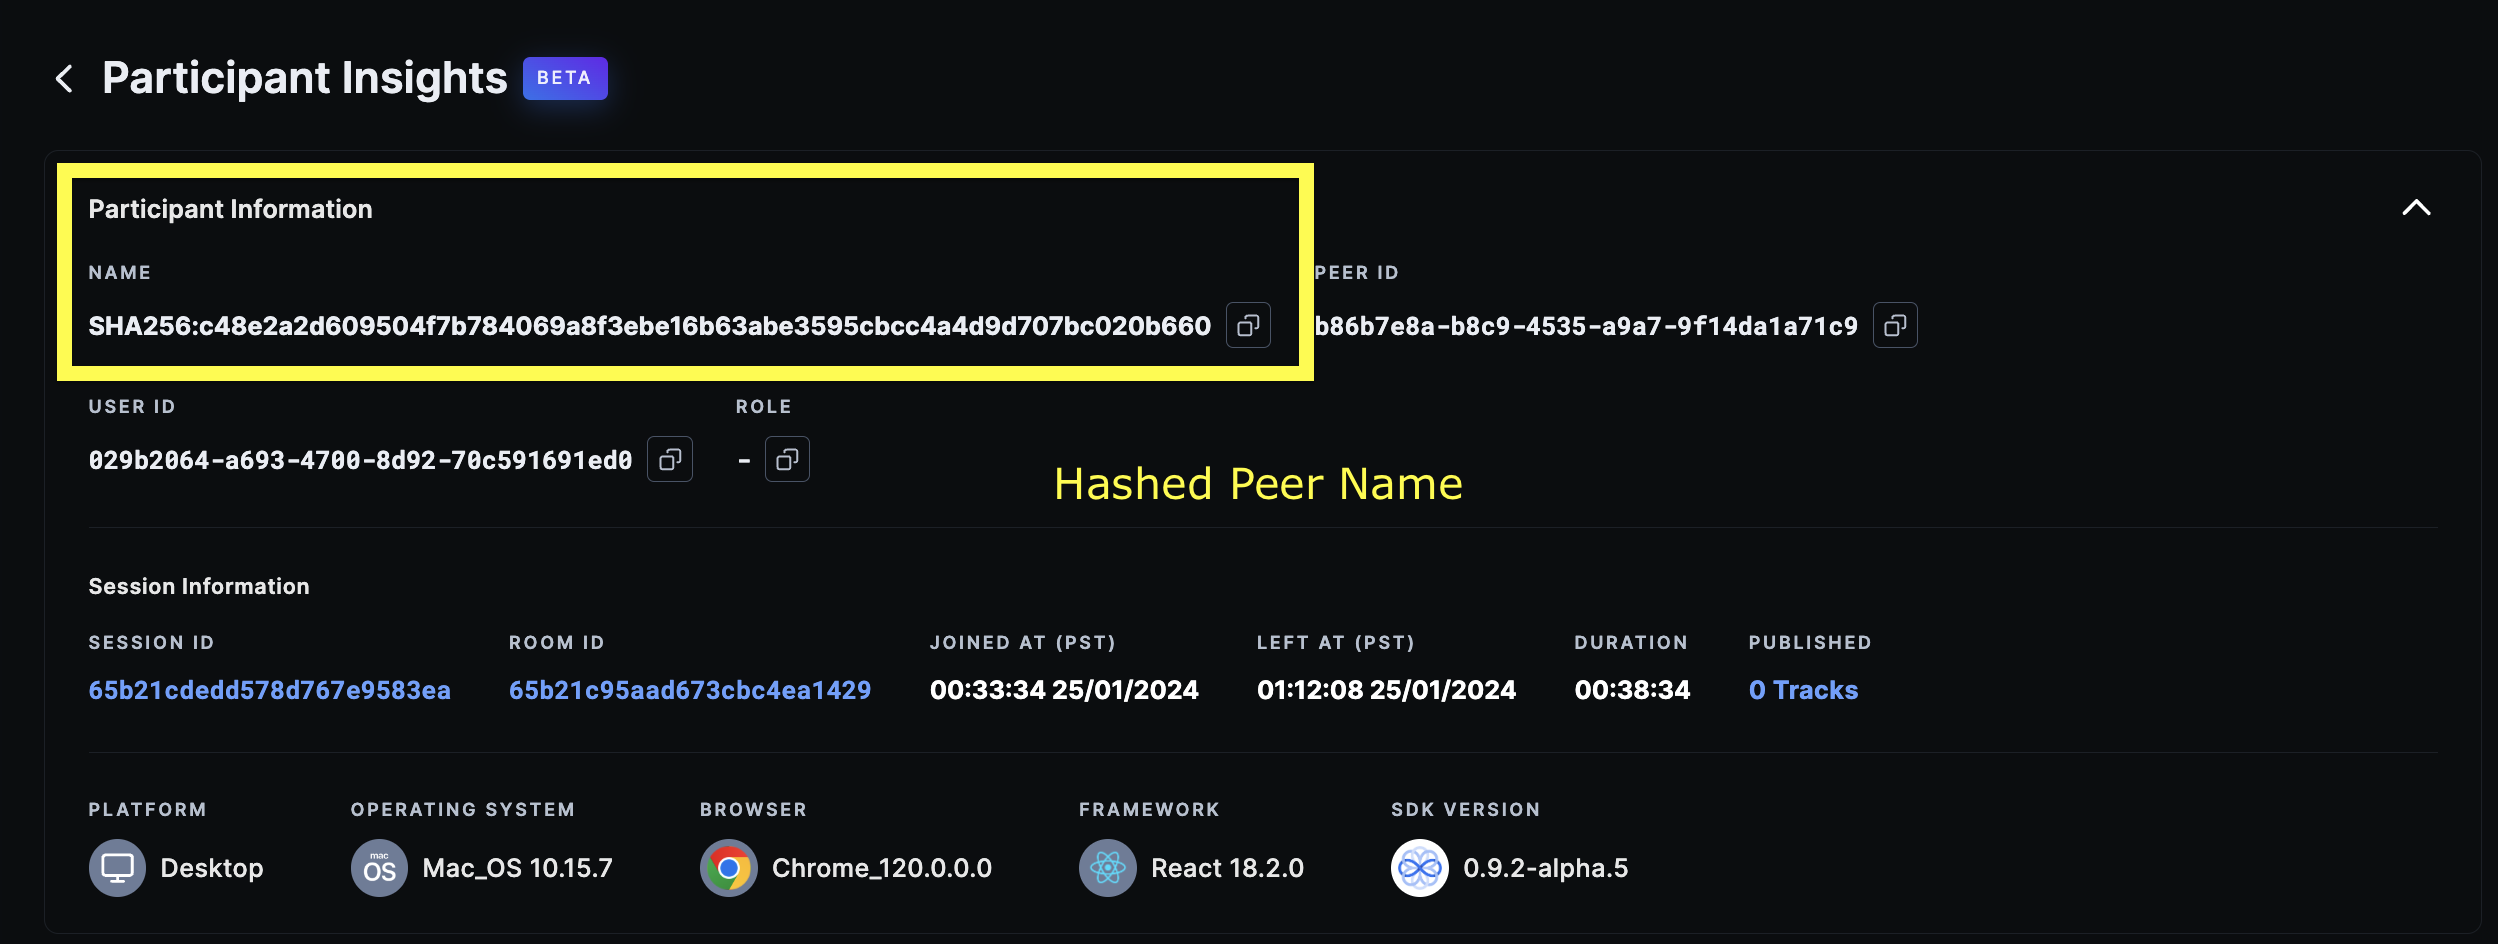 Participant Insights BETA
Participant Information
NAME PEER ID
SHA256:c48e2a2d609504f7b784069a8f3ebe16b63abe3595cbcc4a4d9d707bc020b660 b86b7e8a-b8c9-4535-a9a7-9f14da1a71c9
USER ID ROLE
029b2064-a693-4700-8d92-70c591691ed0 -
Hashed Peer Name
Session Information
SESSION ID ROOM ID JOINED AT (PST) LEFT AT (PST) DURATION PUBLISHED
65b21cdedd578d767e9583ea 65b21c95aad673cbc4ea1429 00:33:34 25/01/2024 01:12:08 25/01/2024 00:38:34 0 Tracks
PLATFORM OPERATING SYSTEM BROWSER FRAMEWORK SDK VERSION
Desktop mac OS Mac_OS 10.15.7 Chrome_120.0.0.0 React 18.2.0 0.9.2-alpha.5